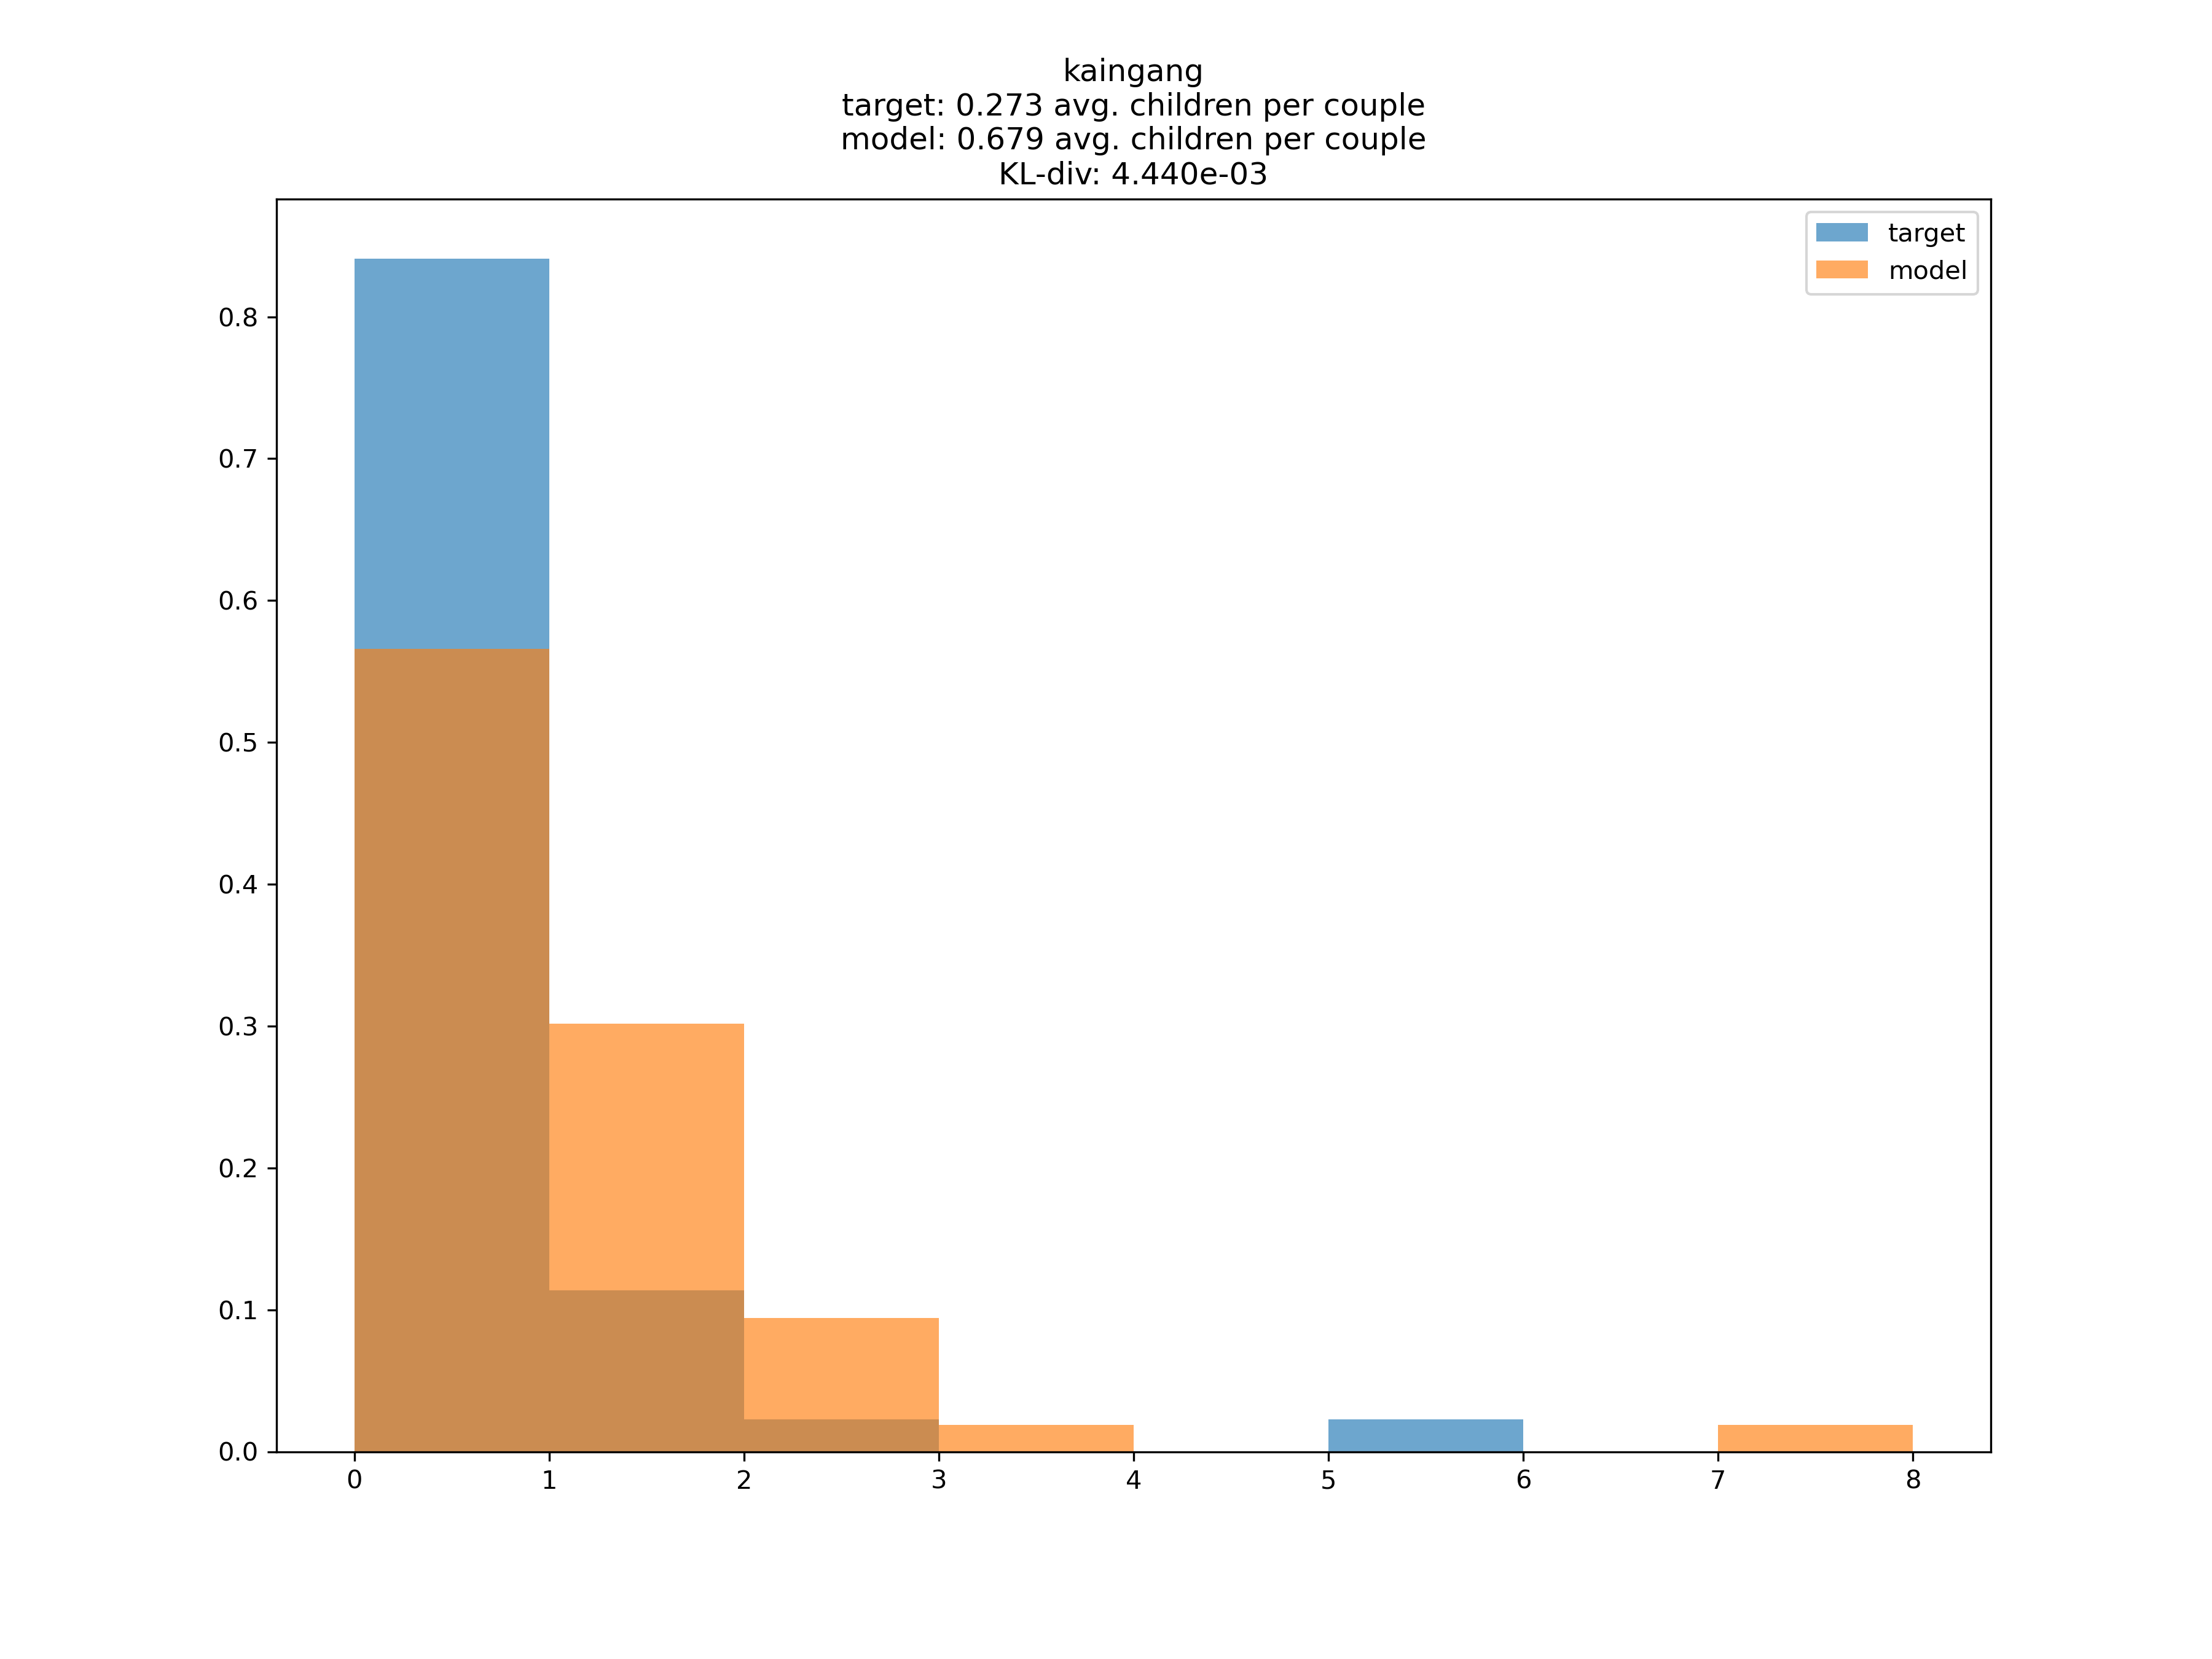 kaingang
target: 0.273 avg. children per couple
model: 0.679 avg. children per couple
KL-div: 4.440e-03
target
model
0.8
0.7
0.6
0.5
0.4
0.3
0.2
0.1
0.0
0 1 2 3 4 5 6 7 8